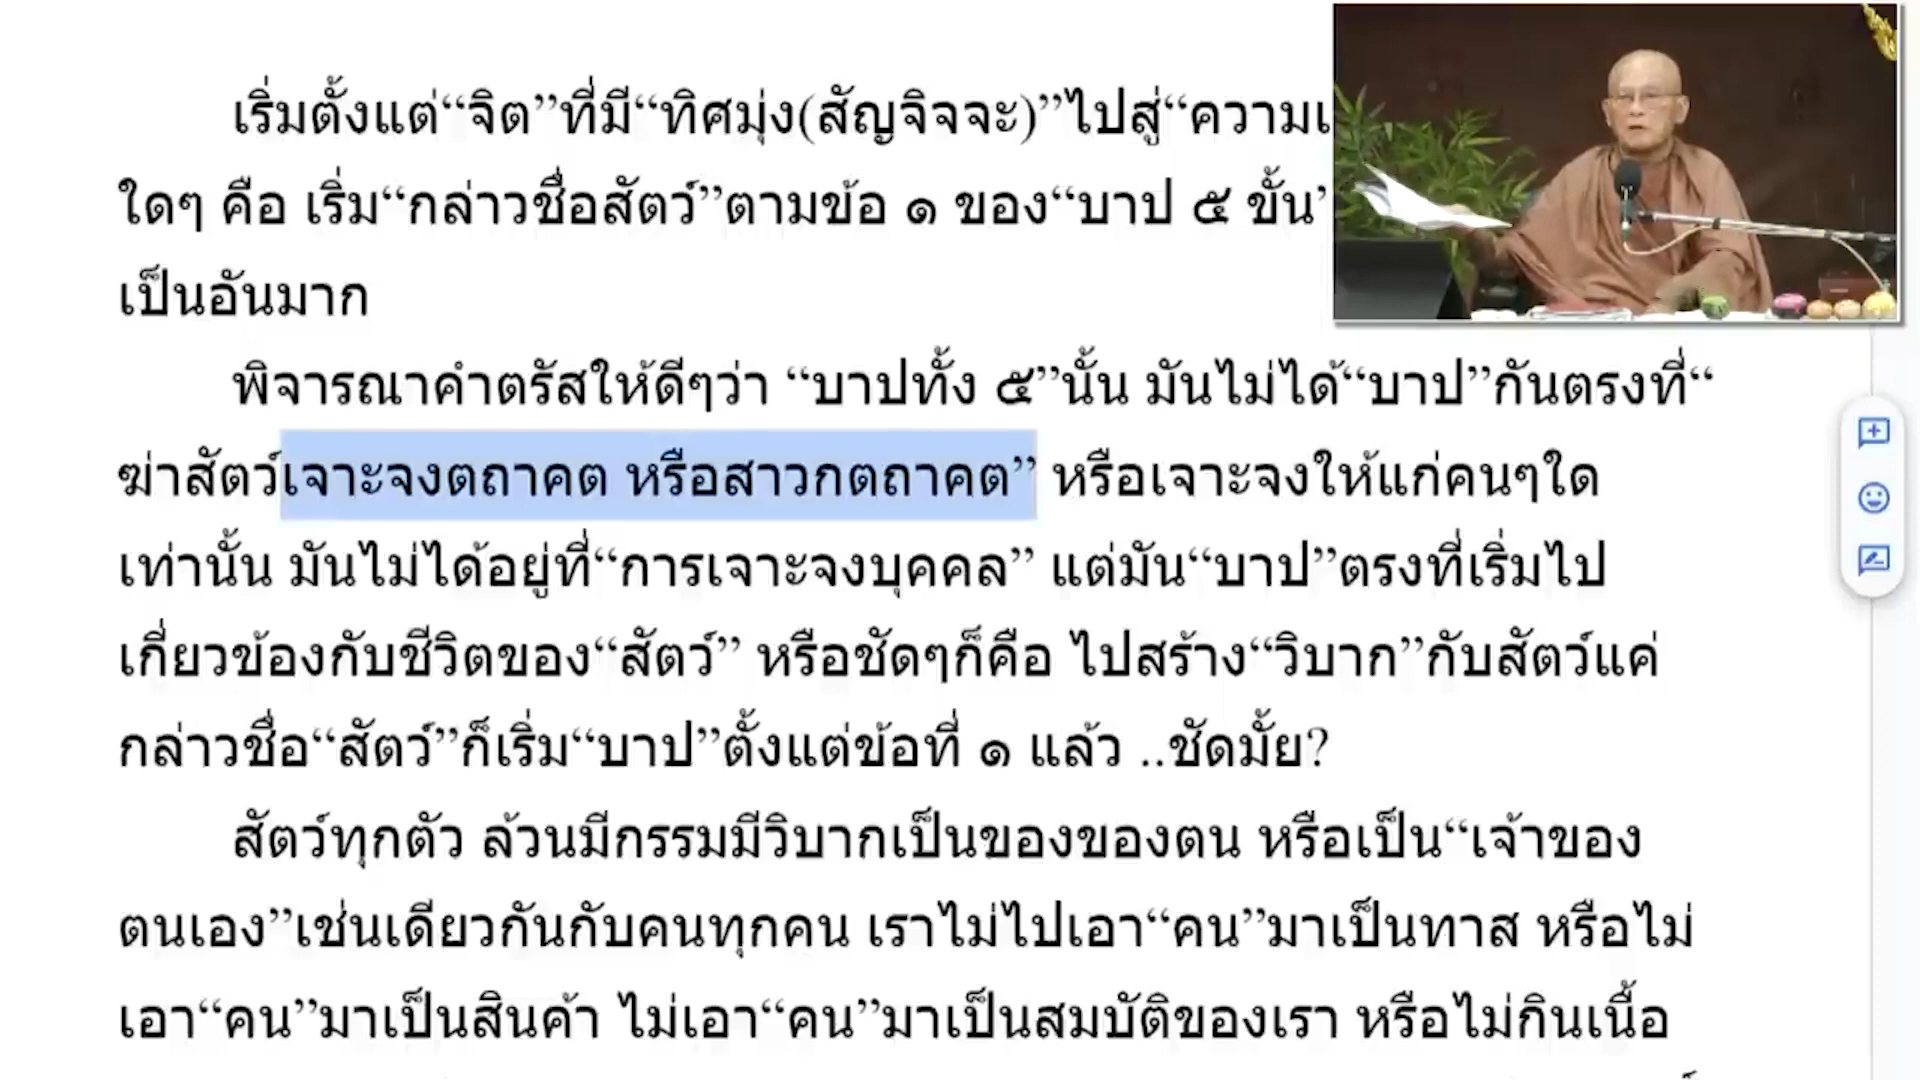 เริ่มตั้งแต่“จิต”ที่มี“ทิศมุ่ง(สัญจิจจะ)”ไปสู่“ความ
ใดๆ คือ เริ่ม“กล่าวชื่อสัตว์”ตามข้อ ๑ ของ“บาป ๕ ขั้น”
เป็นอันมาก
พิจารณาคำตรัสให้ดีๆว่า “บาปทั้ง ๕”นั้น มันไม่ได้“บาป”กันตรงที่“
ฆ่าสัตว์เจาะจงตถาคต หรือสาวกตถาคต” หรือเจาะจงให้แก่คนๆใด
เท่านั้น มันไม่ได้อยู่ที่“การเจาะจงบุคคล” แต่มัน“บาป”ตรงที่เริ่มไป
เกี่ยวข้องกับชีวิตของ“สัตว์” หรือชัดๆก็คือ ไปสร้าง“วิบาก”กับสัตว์แค่
กล่าวชื่อ“สัตว์”ก็เริ่ม“บาป”ตั้งแต่ข้อที่ ๑ แล้ว ..ชัดมั้ย?
สัตว์ทุกตัว ล้วนมีกรรมมีวิบากเป็นของของตน หรือเป็น“เจ้าของ
ตนเอง”เช่นเดียวกันกับคนทุกคน เราไม่ไปเอา“คน”มาเป็นทาส หรือไม่
เอา“คน”มาเป็นสินค้า ไม่เอา“คน”มาเป็นสมบัติของเรา หรือไม่กินเนื้อ